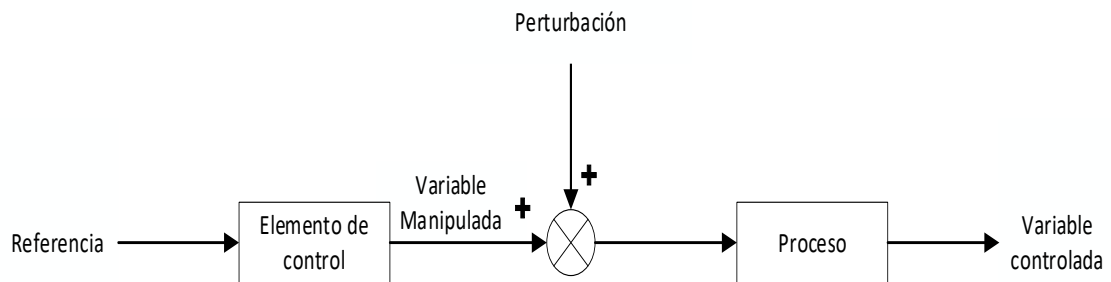 Perturbación
+
Variable
Manipulada
+
Referencia
Elemento de
control
Proceso
Variable
controlada